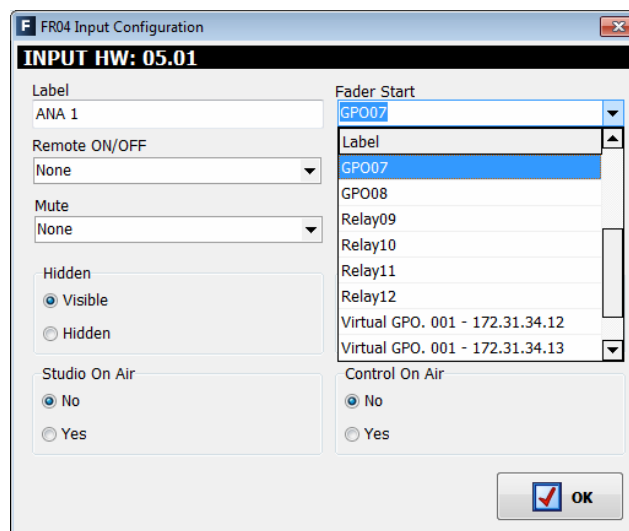 F FR04 Input Configuration
INPUT HW: 05.01
Label
ANA 1
Remote ON/OFF
None
Mute
None
Fader Start
GPO07
Label
GPO07
GPO08
Relay09
Relay10
Relay11
Relay12
Virtual GPO. 001 - 172.31.34.12
Virtual GPO. 001 - 172.31.34.13
Hidden
Visible
Hidden
Studio On Air
No
Yes
Control On Air
No
Yes
OK